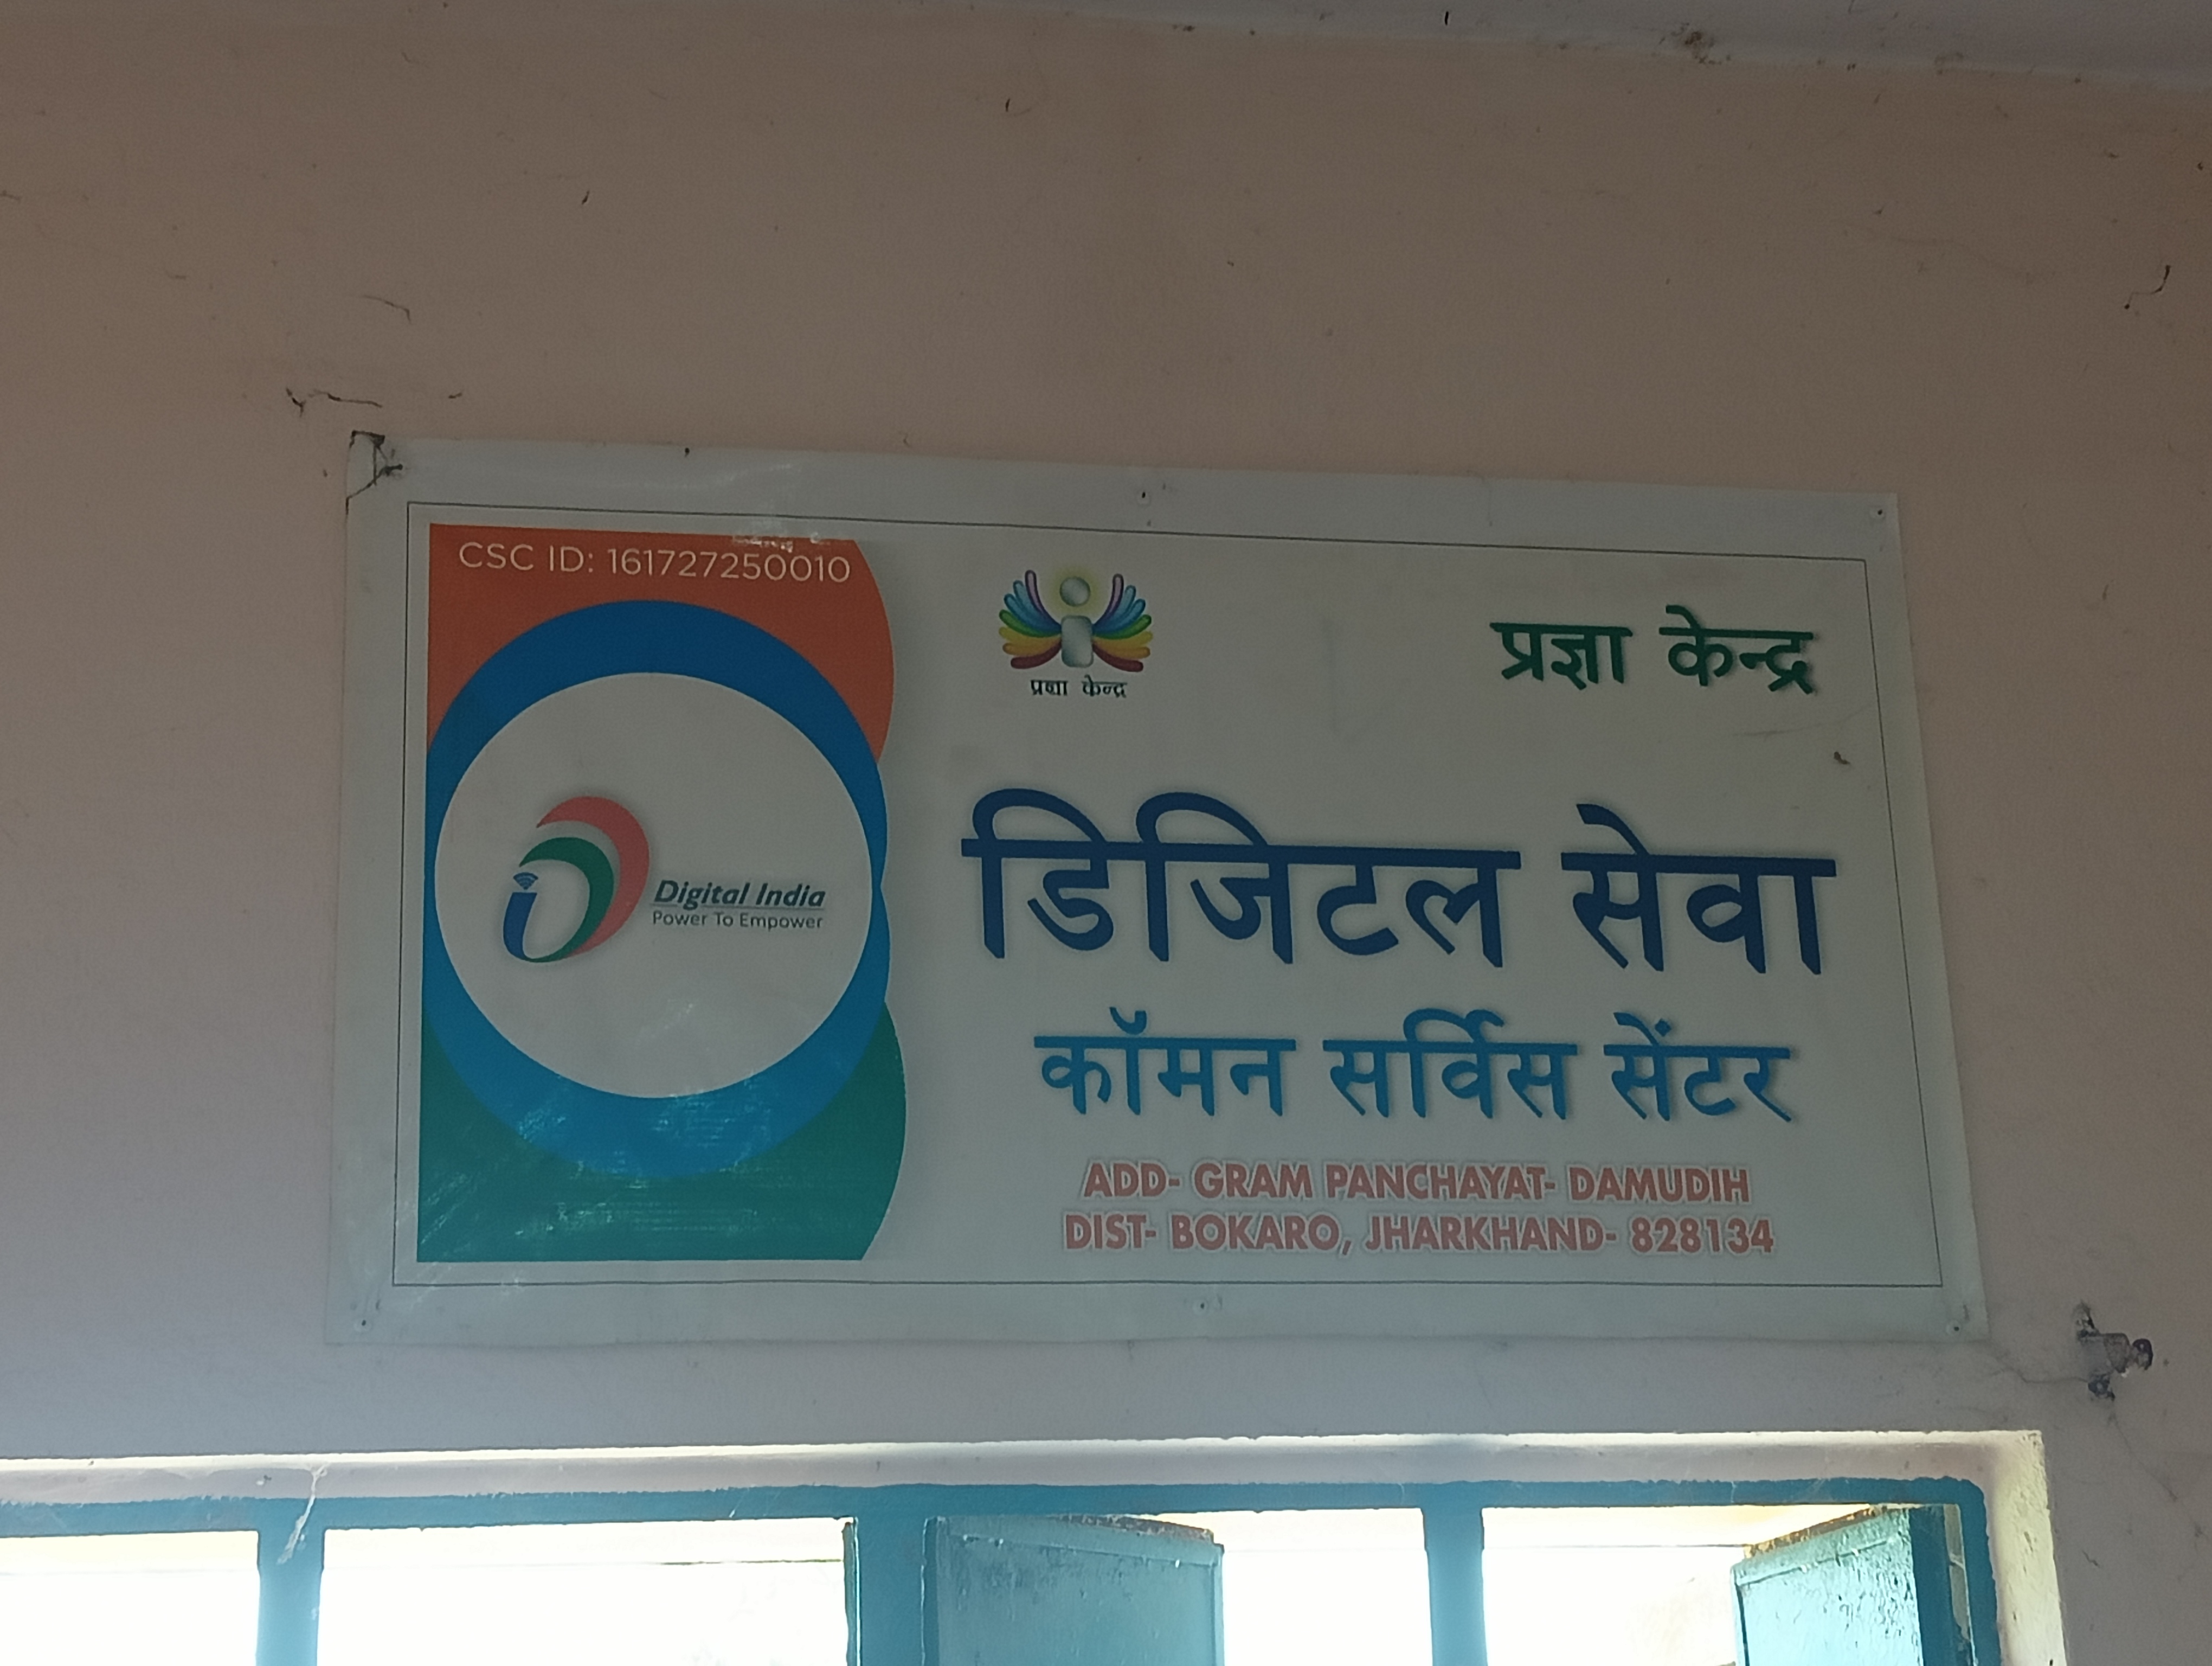 CSC ID: 161727250010
प्रज्ञा केन्द्र
प्रज्ञा केन्द्र
Digital India
Power To Empower
डिजिटल सेवा
कॉमन सर्विस सेंटर
ADD- GRAM PANCHAYAT- DAMUDIH
DIST- BOKARO, JHARKHAND- 828134